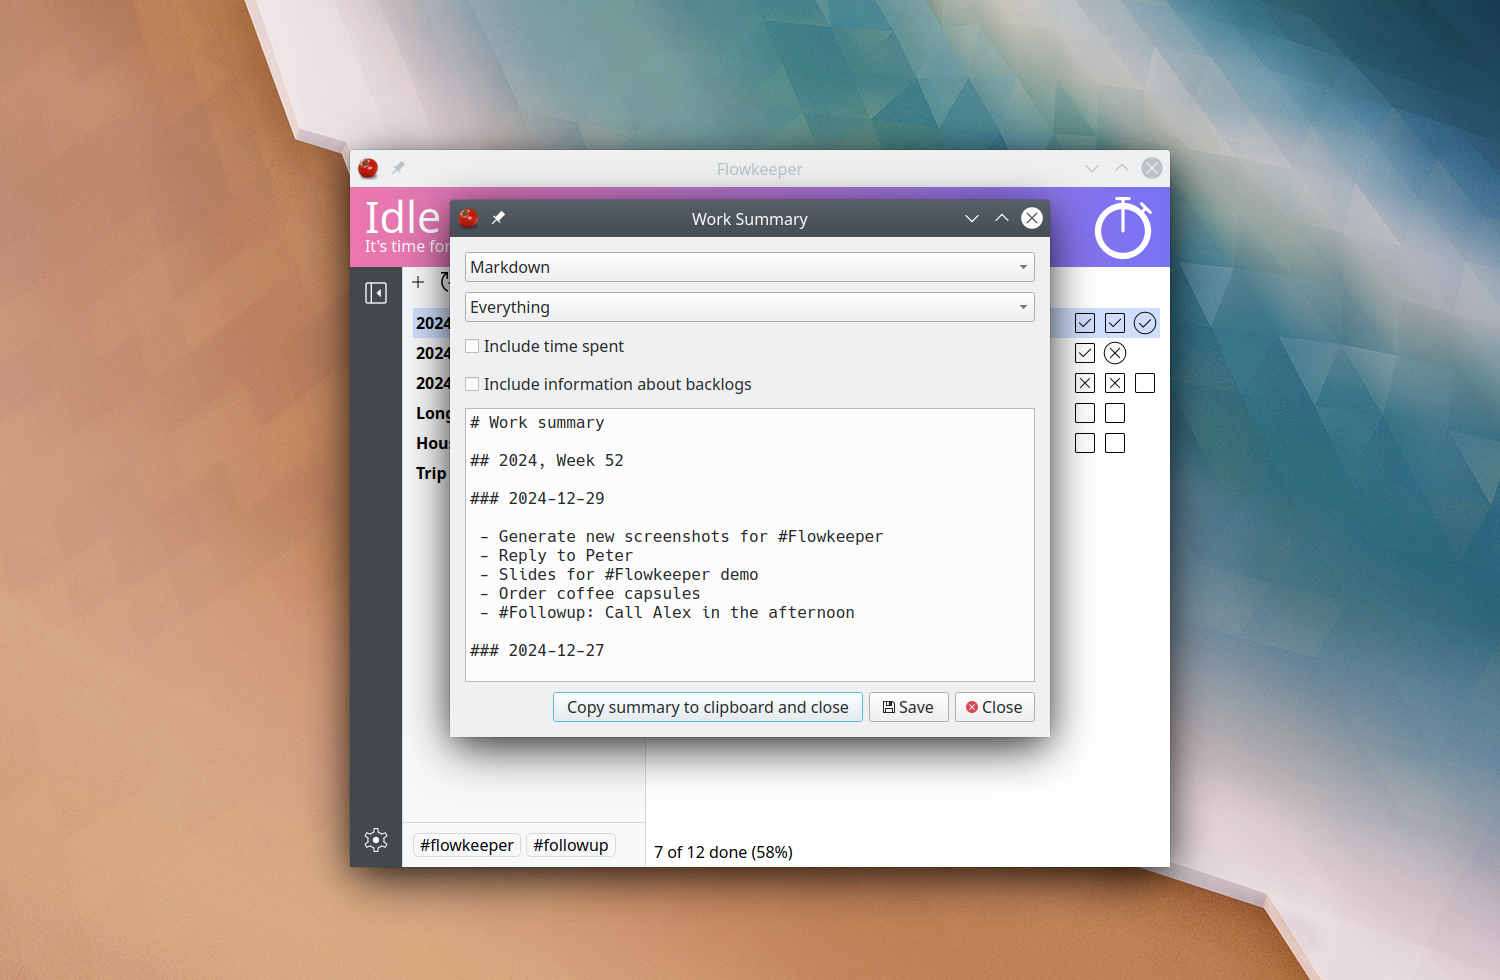 Flowkeeper
Idle
It's time for
Work Summary
Markdown
Everything
Include time spent
Include information about backlogs
# Work summary
## 2024, Week 52
### 2024-12-29
- Generate new screenshots for #Flowkeeper
- Reply to Peter
- Slides for #Flowkeeper demo
- Order coffee capsules
- #Followup: Call Alex in the afternoon
### 2024-12-27
Copy summary to clipboard and close
Save
Close
2024
2024
2024
Long
Hou
Trip
#flowkeeper
#followup
7 of 12 done (58%)